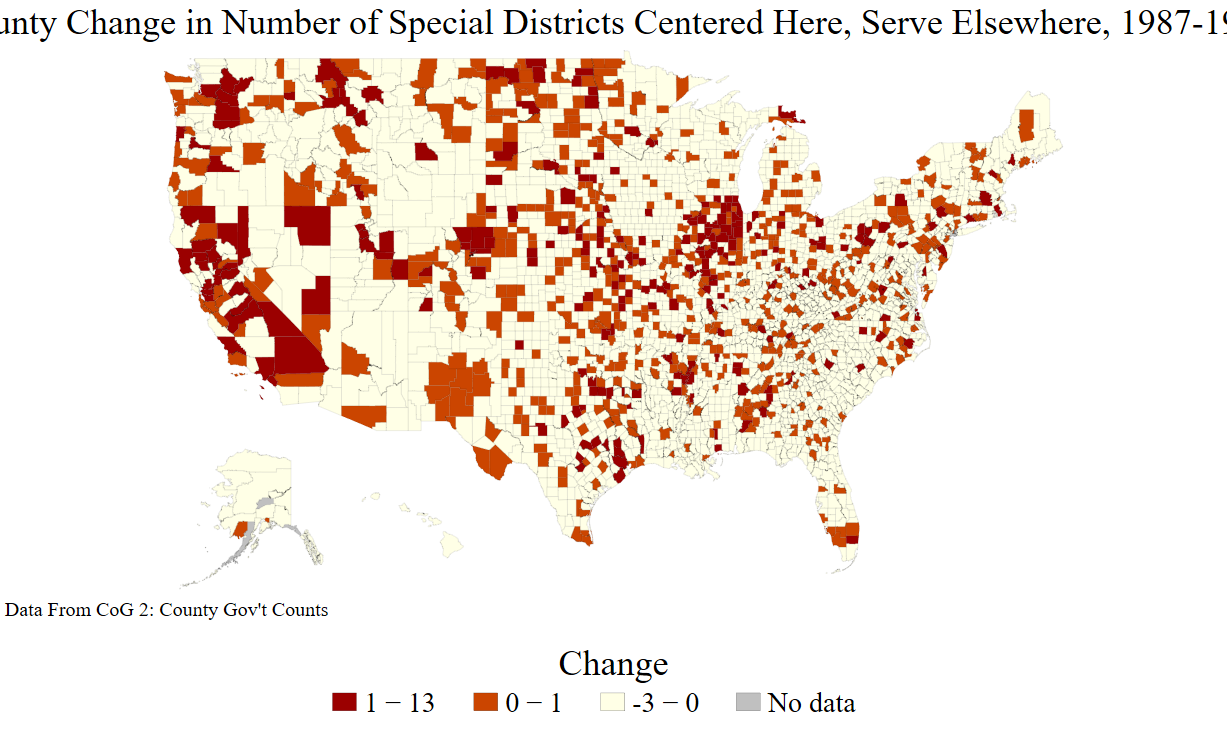 unty Change in Number of Special Districts Centered Here, Serve Elsewhere, 1987-19
Data From CoG 2: County Gov't Counts
Change
1 − 13 0 − 1 -3 − 0 No data